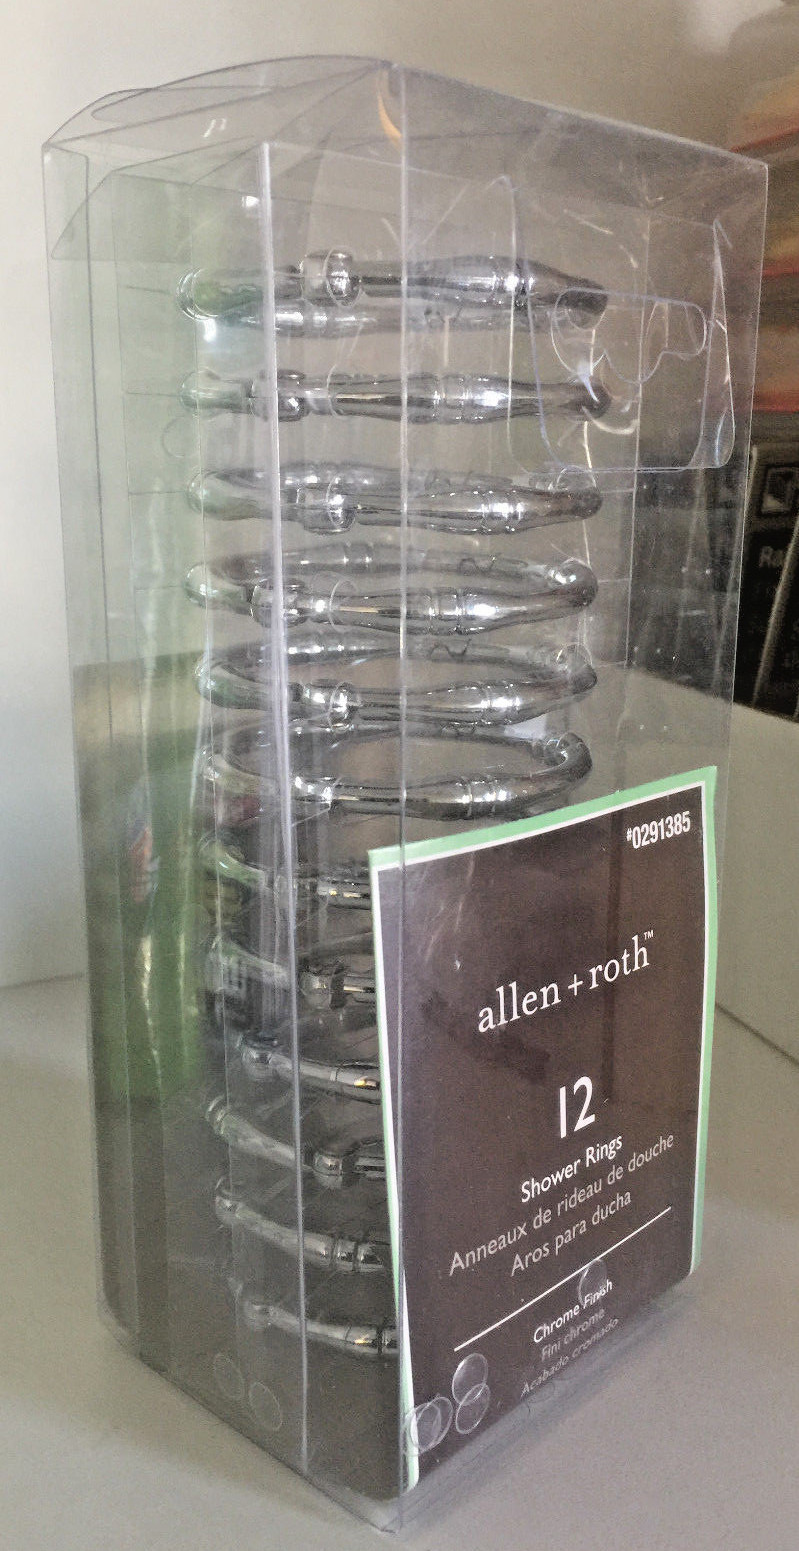 #0291385
allen + roth™
12
Shower Rings
Anneaux de rideau de douche
Aros para ducha
Chrome Finish
Fini chrome
Acabado cromado
Ra